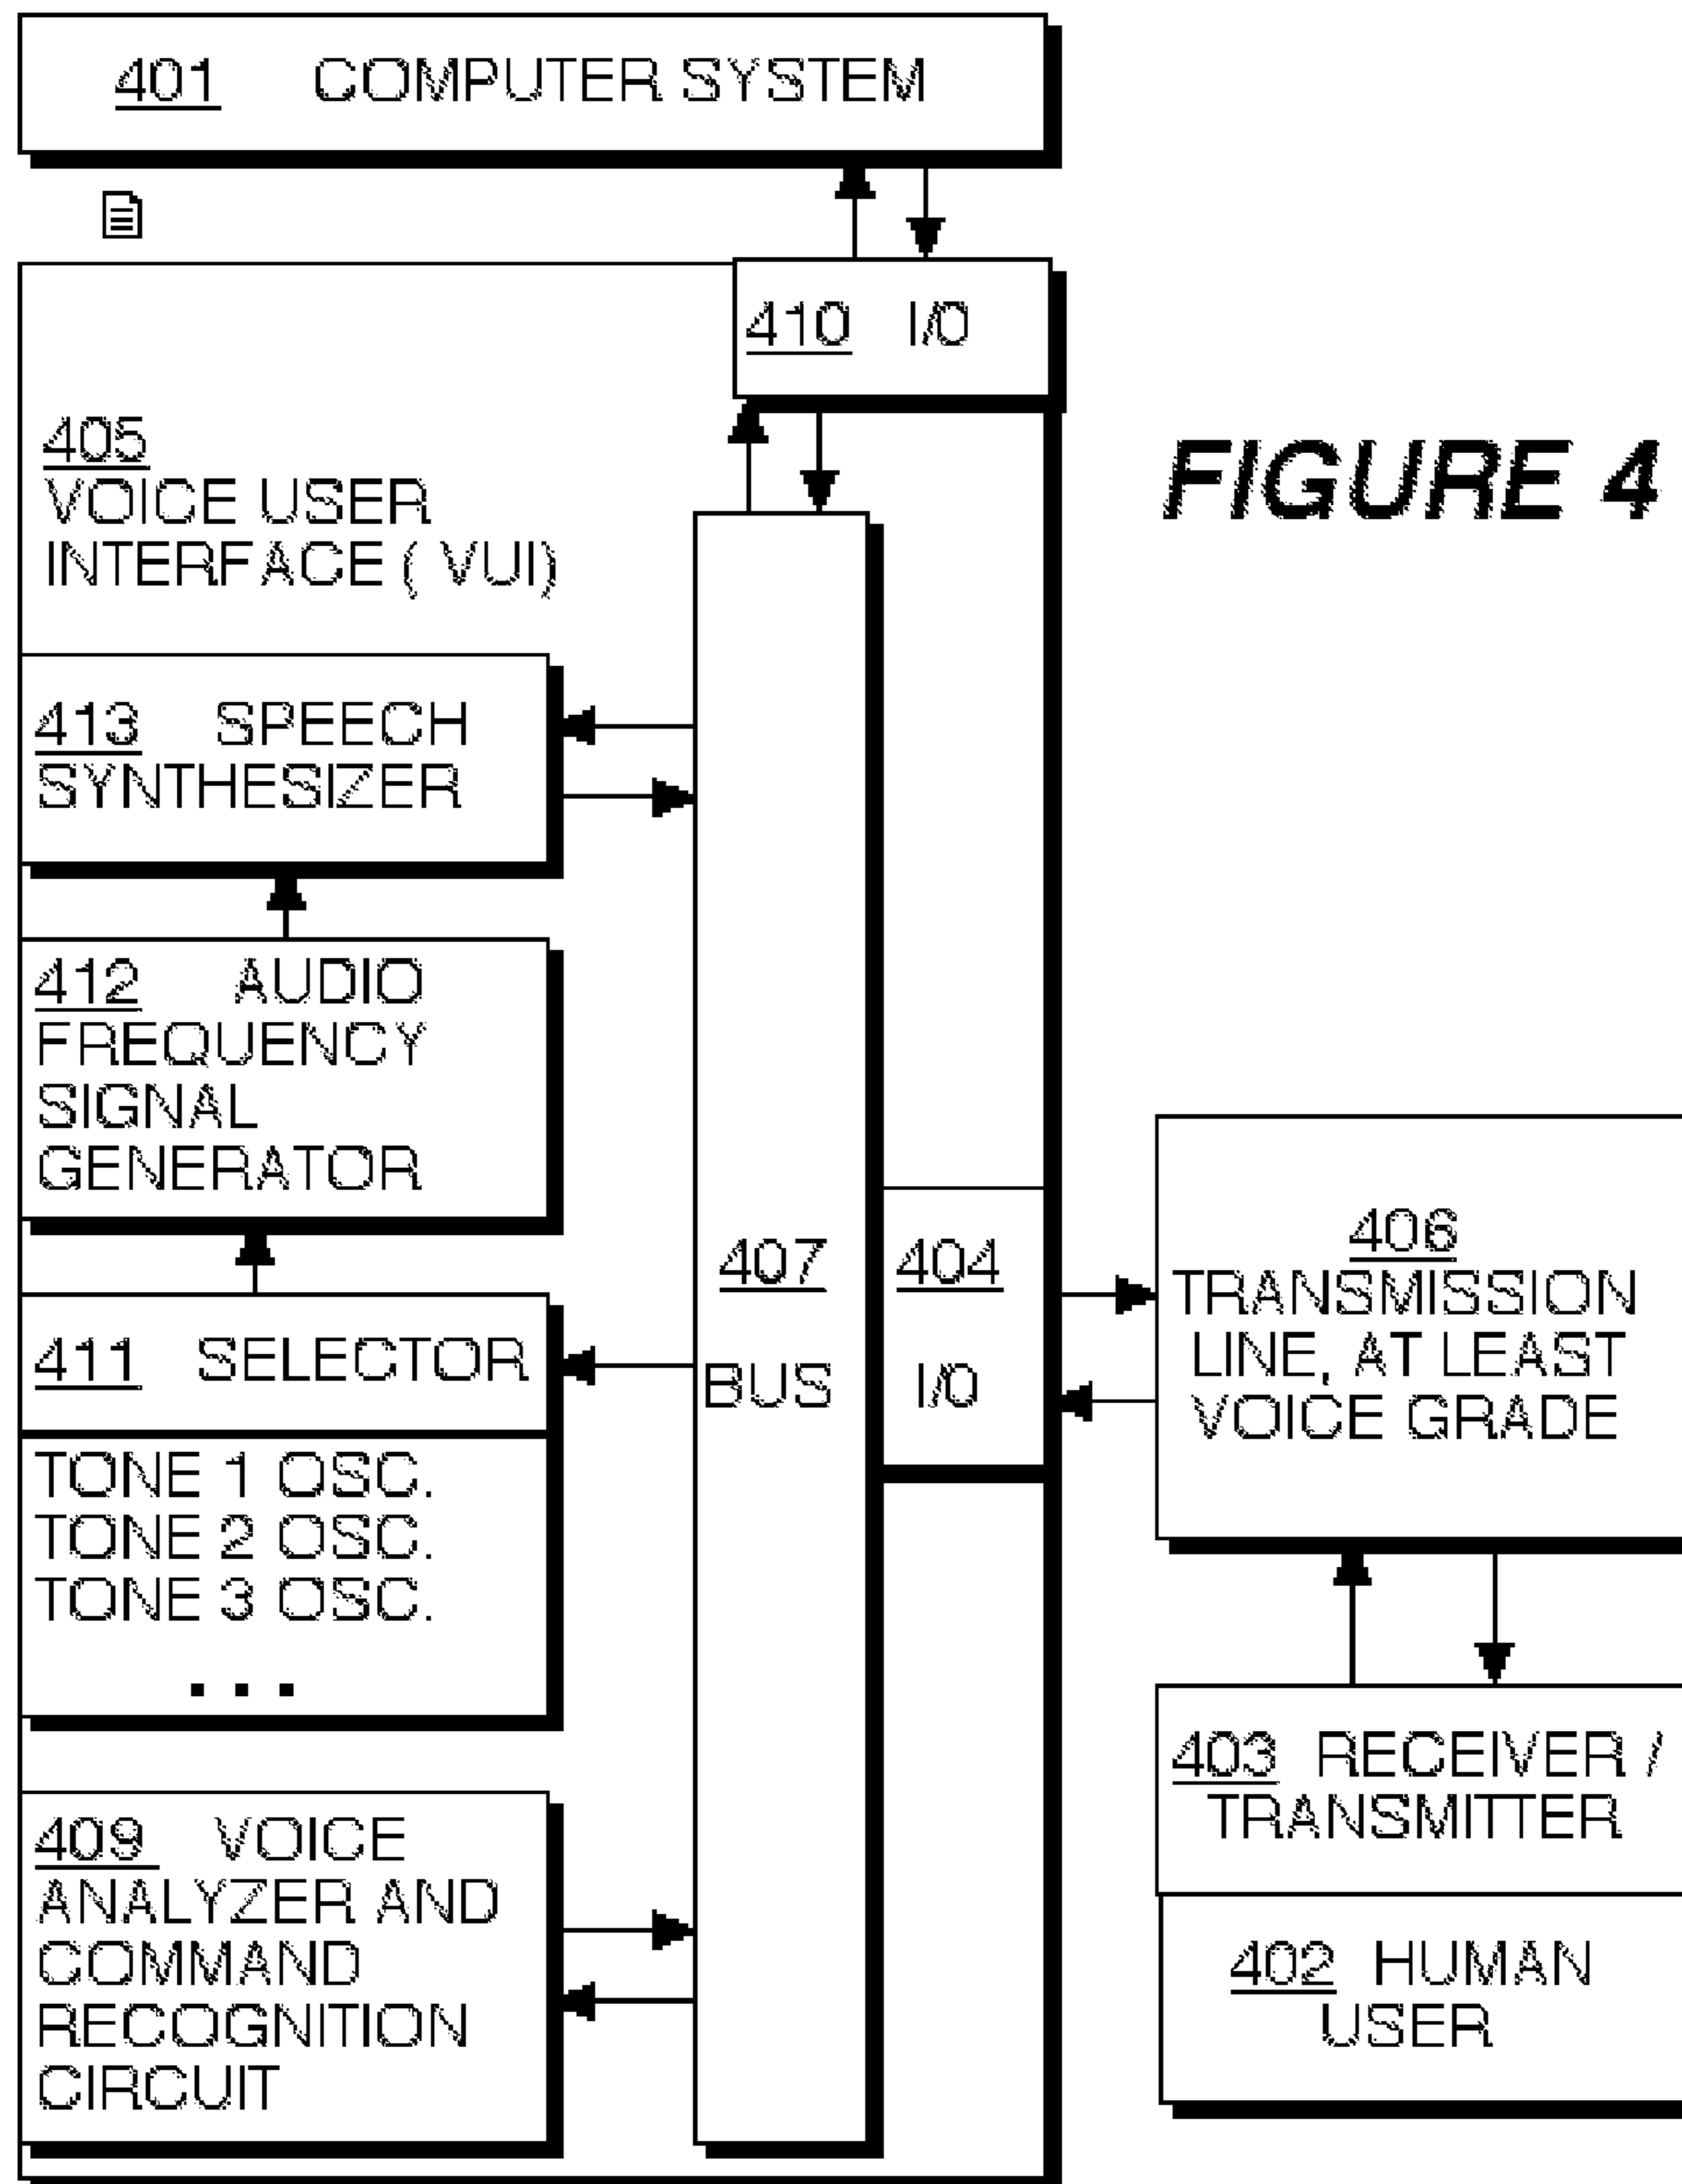 401 COMPUTER SYSTEM
410 I/O
405
VOICE USER
INTERFACE ( VUI)
FIGURE 4
413 SPEECH
SYNTHESIZER
412 AUDIO
FREQUENCY
SIGNAL
GENERATOR
411 SELECTOR
TONE 1 OSC.
TONE 2 OSC.
TONE 3 OSC.
...
409 VOICE
ANALYZER AND
COMMAND
RECOGNITION
CIRCUIT
407
BUS
404
I/O
406
TRANSMISSION
LINE, AT LEAST
VOICE GRADE
403 RECEIVER /
TRANSMITTER
402 HUMAN
USER